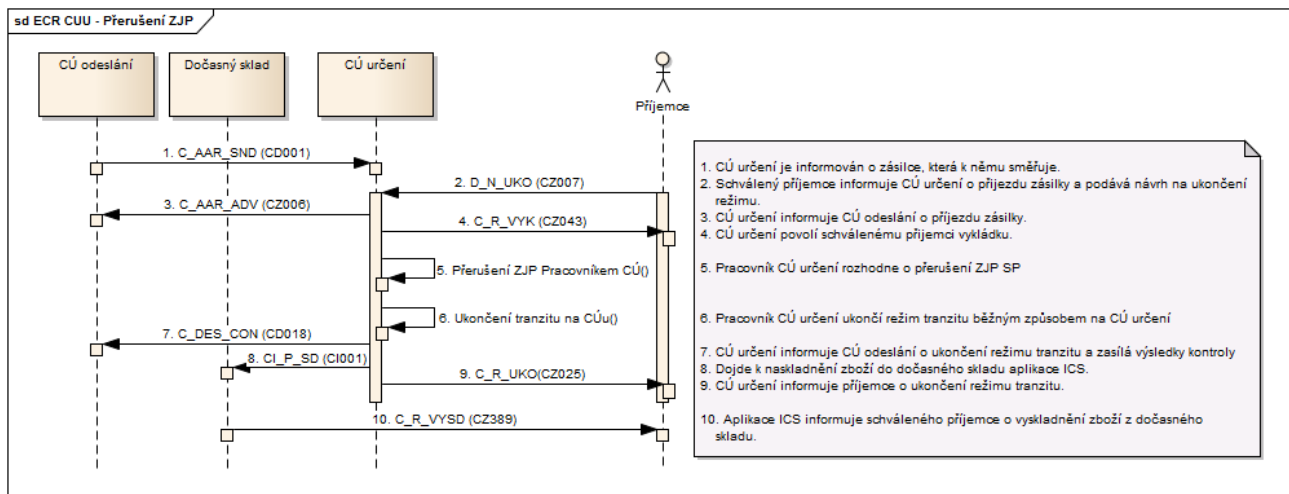 sd ECR CUU - Přerušení ZJP
CÚ odeslání
Dočasný sklad
CÚ určení
Příjemce
1. C_AAR_SND (CD001)
2. D_N_UKO (CZ007)
3. C_AAR_ADV (CZ006)
4. C_R_VYK (CZ043)
5. Přerušení ZJP Pracovníkem CÚ()
6. Ukončení tranzitu na CÚu()
7. C_DES_CON (CD018)
8. CI_P_SD (CI001)
9. C_R_UKO(CZ025)
10. C_R_VYSD (CZ389)
1. CÚ určení je informován o zásilce, která k němu směřuje.
2. Schválený příjemce informuje CÚ určení o přijezdu zásilky a podává návrh na ukončení
režimu.
3. CÚ určení informuje CÚ odeslání o příjezdu zásilky.
4. CÚ určení povolí schválenému přijemci vykládku.
5. Pracovník CÚ určení rozhodne o přerušení ZJP SP
6. Pracovník CÚ určení ukončí režim tranzitu běžným způsobem na CÚ určení
7. CÚ určení informuje CÚ odeslání o ukončení režimu tranzitu a zasílá výsledky kontroly
8. Dojde k naskladnění zboží do dočasného skladu aplikace ICS.
9. CÚ určení informuje příjemce o ukončení režimu tranzitu.
10. Aplikace ICS informuje schváleného příjemce o vyskladnění zboží z dočasného
skladu.